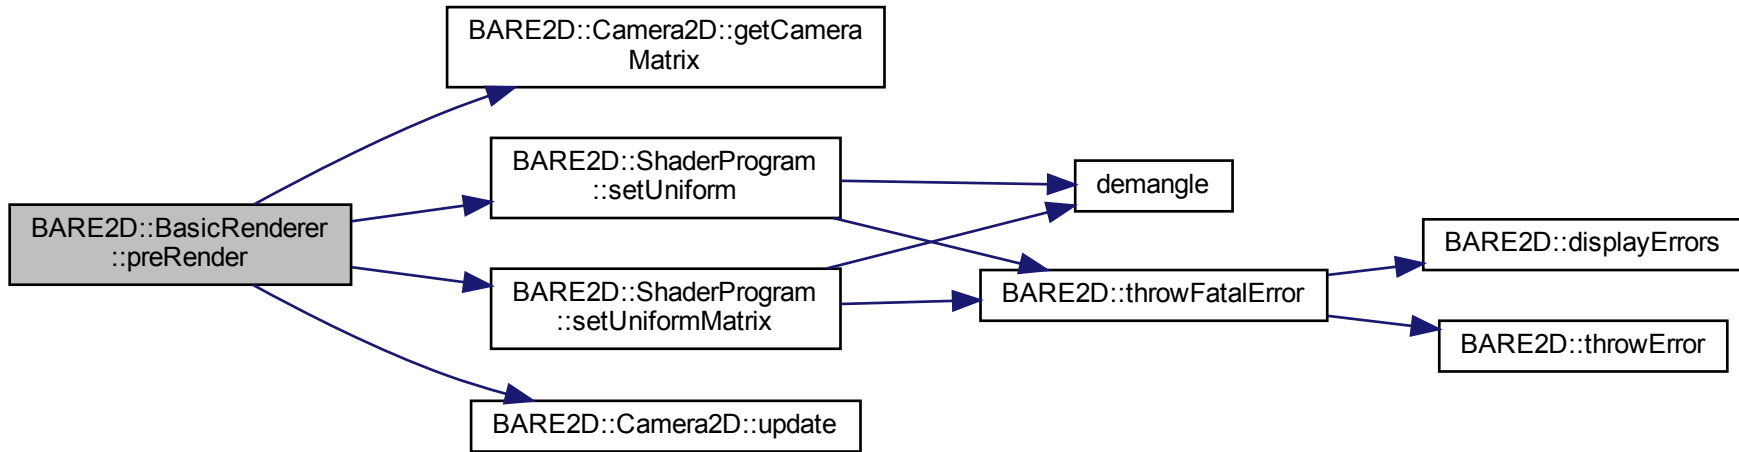 BARE2D::Camera2D::getCamera
Matrix
BARE2D::ShaderProgram
::setUniform
demangle
BARE2D::BasicRenderer
::preRender
BARE2D::displayErrors
BARE2D::ShaderProgram
::setUniformMatrix
BARE2D::throwFatalError
BARE2D::throwError
BARE2D::Camera2D::update